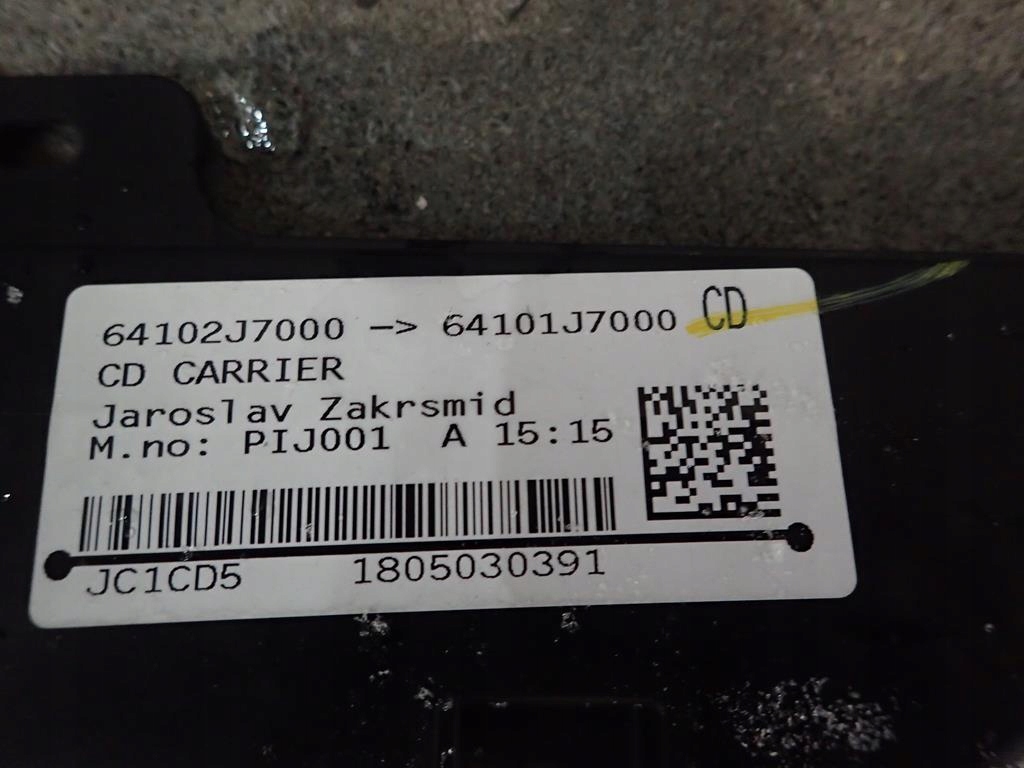 64102J7000 –> 64101J7000 CD
CD CARRIER
Jaroslav Zakrsmid
M.no: PIJ001 A 15:15
JC1CD5 1805030391